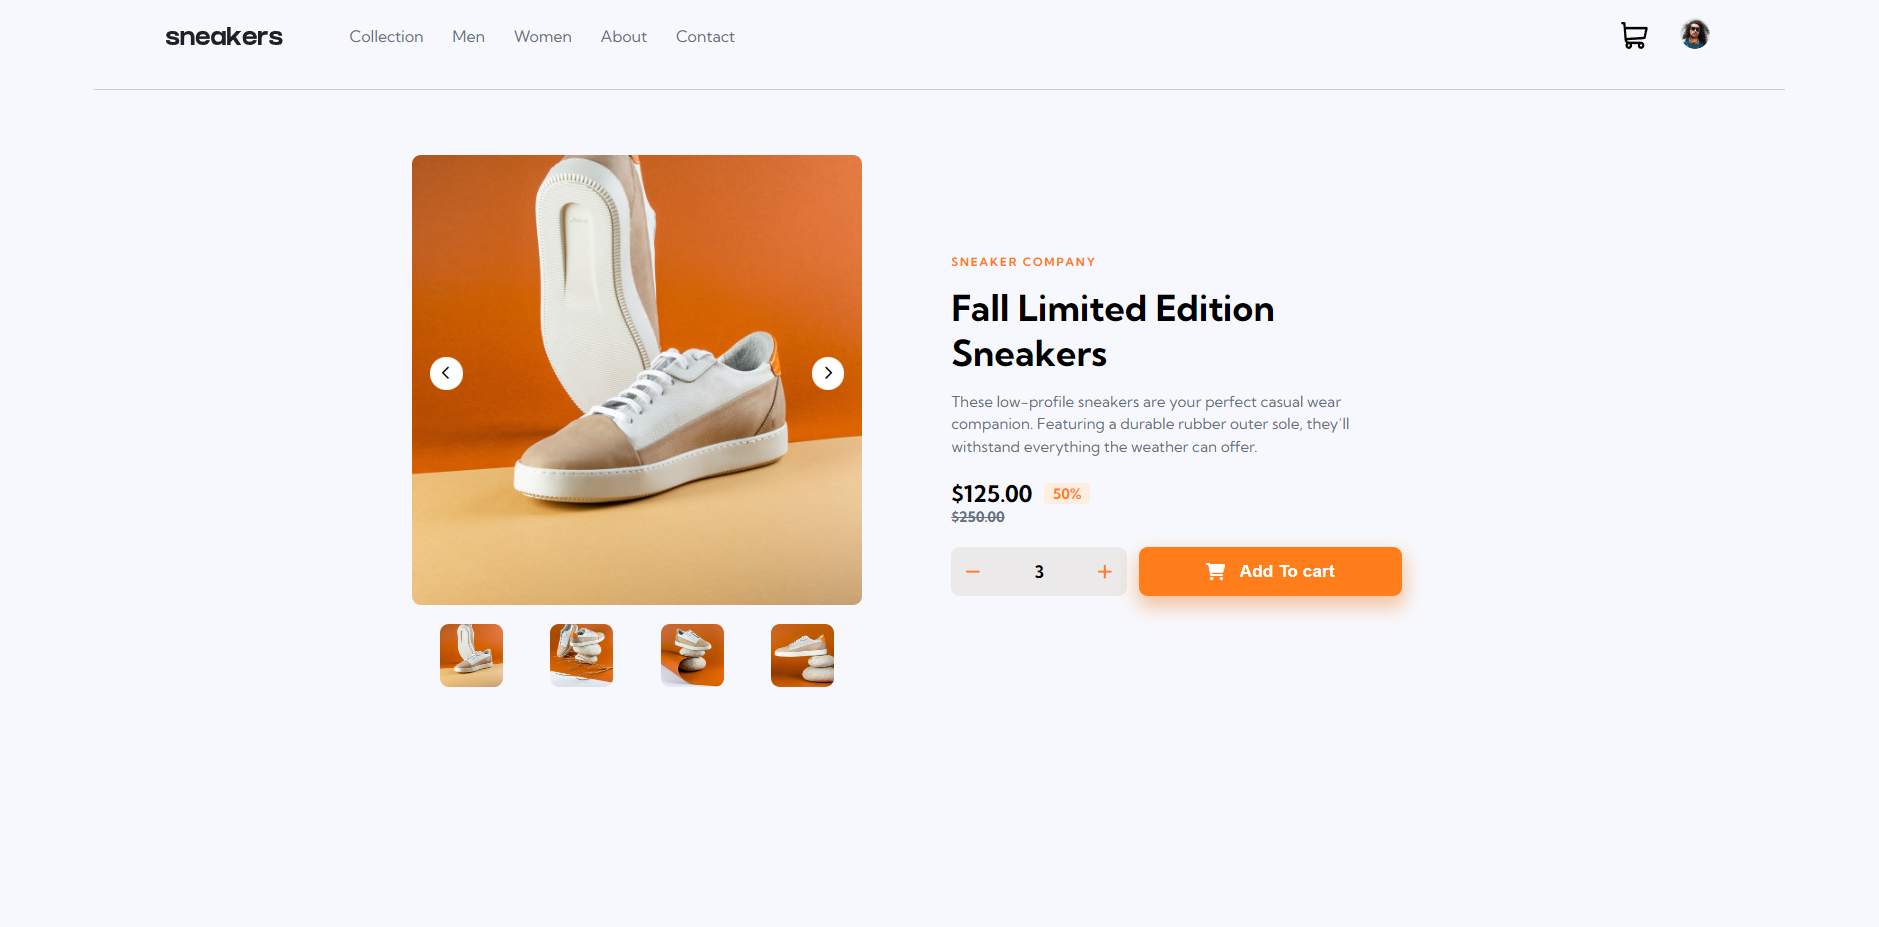 sneakers
Collection Men Women About Contact
SNEAKER COMPANY
Fall Limited Edition
Sneakers
These low-profile sneakers are your perfect casual wear
companion. Featuring a durable rubber outer sole, they'll
withstand everything the weather can offer.
$125.00 50%
$250.00
− 3 + Add To cart